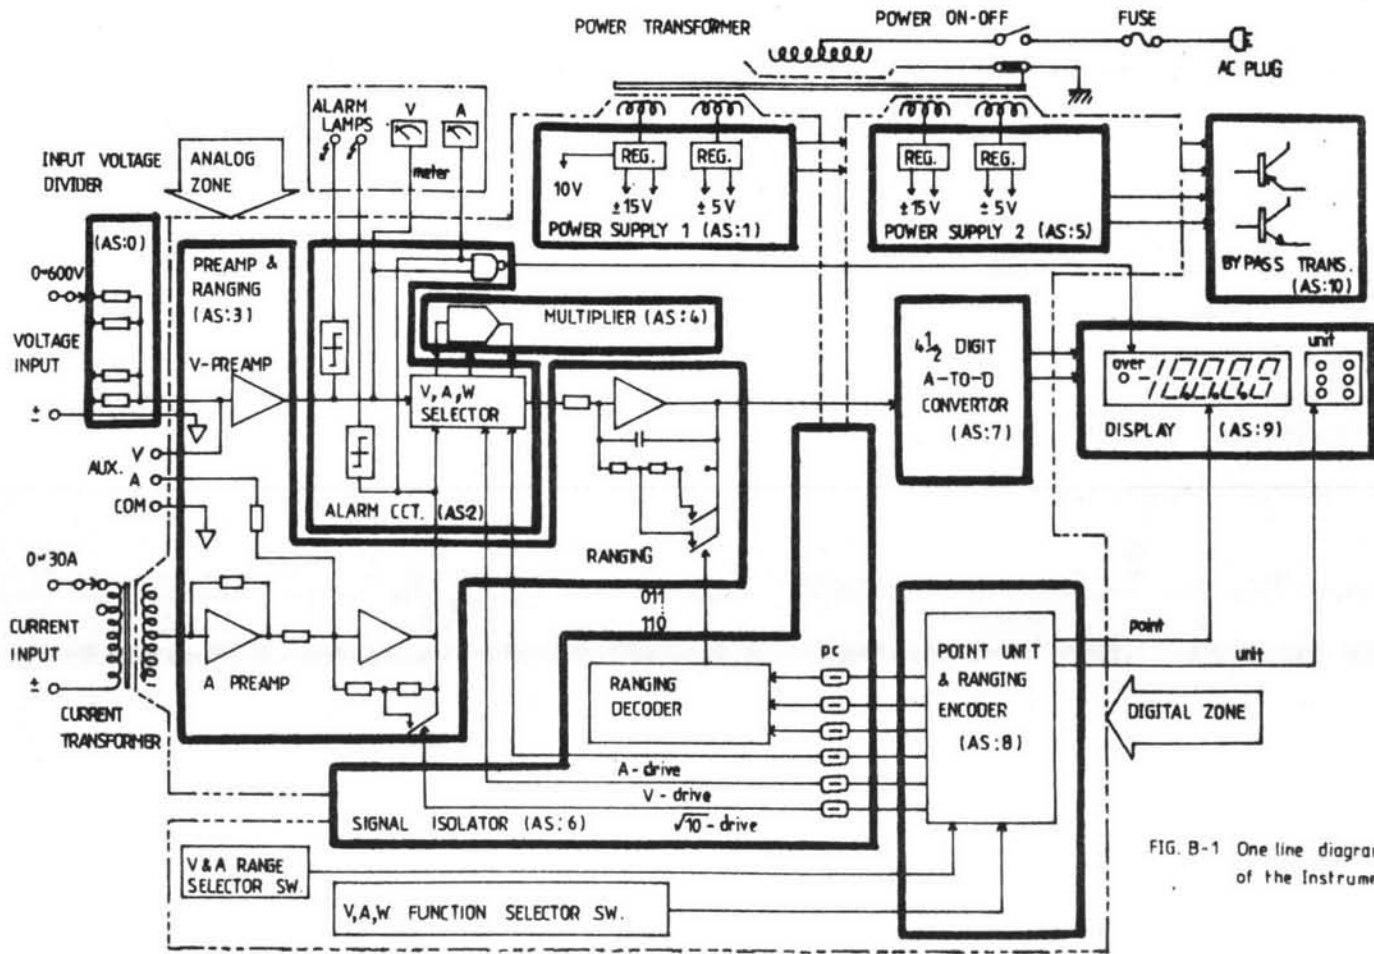 POWER TRANSFORMER
POWER ON-OFF
FUSE
AC PLUG
ALARM
LAMPS
V
A
meter
INPUT VOLTAGE
DIVIDER
ANALOG
ZONE
REG.
REG.
10V
±15V
±5V
POWER SUPPLY 1 (AS:1)
REG.
REG.
±15V
±5V
POWER SUPPLY 2 (AS:5)
BYPASS TRANS.
(AS:10)
(AS:0)
0~600V
VOLTAGE
INPUT
±
PREAMP &
RANGING
(AS:3)
V-PREAMP
MULTIPLIER (AS:4)
V, A, W
SELECTOR
ALARM CCT. (AS:2)
4½ DIGIT
A-TO-D
CONVERTOR
(AS:7)
over
unit
DISPLAY (AS:9)
AUX.
V
A
COM
0~30A
CURRENT
INPUT
±
CURRENT
TRANSFORMER
A PREAMP
RANGING
011
110
RANGING
DECODER
PC
POINT UNIT
& RANGING
ENCODER
(AS:8)
point
unit
DIGITAL ZONE
A-drive
V-drive
√10-drive
SIGNAL ISOLATOR (AS:6)
V & A RANGE
SELECTOR SW.
V,A,W FUNCTION SELECTOR SW.
FIG. B-1 One line diagra
of the Instrume